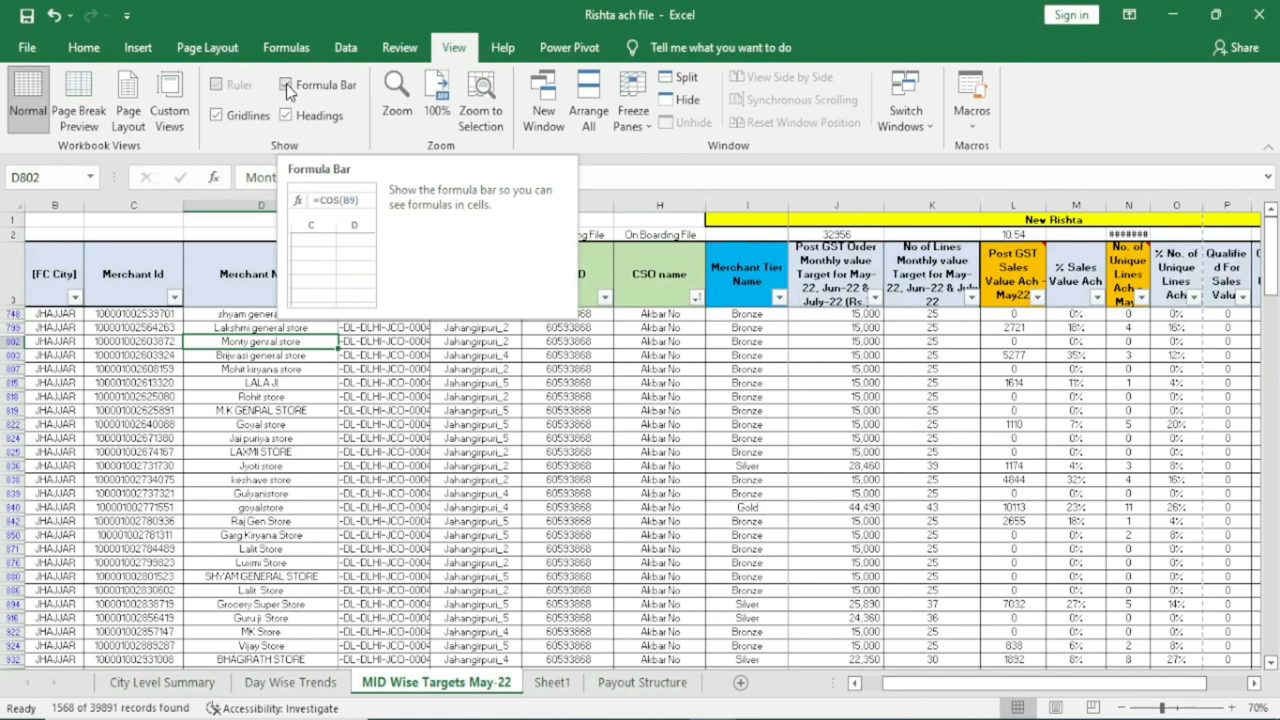 Rishta ach file - Excel
Sign in
File Home Insert Page Layout Formulas Data Review View Help Power Pivot Tell me what you want to do Share
Normal Page Break Preview Page Layout Custom Views
Workbook Views
Ruler Formula Bar
Gridlines Headings
Show
Zoom 100% Zoom to Selection
Zoom
New Window Arrange All Freeze Panes
Split
Hide
Unhide
View Side by Side
Synchronous Scrolling
Reset Window Position
Switch Windows
Window
Macros
Macros
D802 fx Mont
Formula Bar
fx =COS(B9)
C D
Show the formula bar so you can see formulas in cells.
B C D H I J K L M N O P
1 New Rishta
2 ng File On Boarding File 32956 10.54 #######
3 [FC City] Merchant Id Merchant N D CSO name Merchant Tier Name Post GST Order Monthly value Target for May-22, Jun-22 & July-22 (Rs. No of Lines Monthly value Target for May-22, Jun-22 & July-22 Post GST Sales Value Ach - May22 % Sales Value Ach No. of Unique Lines Ach - May % No. of Unique Lines Ach Qualifie d For Sales Valu
JHAJJAR 100001002539701 shyam general store 3868 Akbar No Bronze 15,000 25 0 0% 0 0% 0
799 JHAJJAR 100001002564263 Lakshmi general store -DL-DLHI-JCO-0004 Jahangirpuri_2 60593868 Akbar No Bronze 15,000 25 2721 18% 4 16% 0
802 JHAJJAR 100001002603872 Monty genral store -DL-DLHI-JCO-0004 Jahangirpuri_2 60593868 Akbar No Bronze 15,000 25 0 0% 0 0% 0
803 JHAJJAR 100001002603924 Brijwasi general store -DL-DLHI-JCO-0004 Jahangirpuri_4 60593868 Akbar No Bronze 15,000 25 5277 35% 3 12% 0
807 JHAJJAR 100001002608159 Mohit kiryana store -DL-DLHI-JCO-0004 Jahangirpuri_2 60593868 Akbar No Bronze 15,000 25 0 0% 0 0% 0
815 JHAJJAR 100001002613320 LALA JI -DL-DLHI-JCO-0004 Jahangirpuri_5 60593868 Akbar No Bronze 15,000 25 1614 11% 1 4% 0
818 JHAJJAR 100001002625080 Rohit store -DL-DLHI-JCO-0004 Jahangirpuri_2 60593868 Akbar No Bronze 15,000 25 0 0% 0 0% 0
819 JHAJJAR 100001002625891 M.K GENRAL STORE -DL-DLHI-JCO-0004 Jahangirpuri_5 60593868 Akbar No Bronze 15,000 25 0 0% 0 0% 0
822 JHAJJAR 100001002640088 Goyal store -DL-DLHI-JCO-0004 Jahangirpuri_5 60593868 Akbar No Bronze 15,000 25 1110 7% 5 20% 0
824 JHAJJAR 100001002671380 Jai puriya store -DL-DLHI-JCO-0004 Jahangirpuri_2 60593868 Akbar No Bronze 15,000 25 0 0% 0 0% 0
825 JHAJJAR 100001002674167 LAXMI STORE -DL-DLHI-JCO-0004 Jahangirpuri_2 60593868 Akbar No Bronze 15,000 25 0 0% 0 0% 0
836 JHAJJAR 100001002731730 Jyoti store -DL-DLHI-JCO-0004 Jahangirpuri_2 60593868 Akbar No Silver 28,460 39 1174 4% 3 8% 0
838 JHAJJAR 100001002734075 keshave store -DL-DLHI-JCO-0004 Jahangirpuri_2 60593868 Akbar No Bronze 15,000 25 4844 32% 4 16% 0
839 JHAJJAR 100001002737321 Gulyanistore -DL-DLHI-JCO-0004 Jahangirpuri_4 60593868 Akbar No Bronze 15,000 25 0 0% 0 0% 0
840 JHAJJAR 100001002771551 goyalstore -DL-DLHI-JCO-0004 Jahangirpuri_4 60593868 Akbar No Gold 44,490 43 10113 23% 11 26% 0
842 JHAJJAR 100001002780936 Raj Gen Store -DL-DLHI-JCO-0004 Jahangirpuri_5 60593868 Akbar No Bronze 15,000 25 2655 18% 1 4% 0
850 JHAJJAR 100001002781311 Garg Kiryana Store -DL-DLHI-JCO-0004 Jahangirpuri_5 60593868 Akbar No Bronze 15,000 25 0 0% 2 8% 0
871 JHAJJAR 100001002784489 Lalit Store -DL-DLHI-JCO-0004 Jahangirpuri_2 60593868 Akbar No Bronze 15,000 25 0 0% 0 0% 0
876 JHAJJAR 100001002799823 Luxmi Store -DL-DLHI-JCO-0004 Jahangirpuri_2 60593868 Akbar No Bronze 15,000 25 0 0% 0 0% 0
880 JHAJJAR 100001002801523 SHYAM GENERAL STORE -DL-DLHI-JCO-0004 Jahangirpuri_5 60593868 Akbar No Bronze 15,000 25 0 0% 0 0% 0
886 JHAJJAR 100001002808634 Lalit Store -DL-DLHI-JCO-0004 Jahangirpuri_2 60593868 Akbar No Bronze 15,000 25 0 0% 0 0% 0
894 JHAJJAR 100001002838719 Grocery Super Store -DL-DLHI-JCO-0004 Jahangirpuri_5 60593868 Akbar No Silver 25,890 37 7032 27% 5 14% 0
916 JHAJJAR 100001002856419 Guru ji Store -DL-DLHI-JCO-0004 Jahangirpuri_5 60593868 Akbar No Silver 24,360 36 0 0% 0 0% 0
922 JHAJJAR 100001002857147 MK Store -DL-DLHI-JCO-0004 Jahangirpuri_4 60593868 Akbar No Bronze 15,000 25 0 0% 0 0% 0
924 JHAJJAR 100001002889287 Vijay Store -DL-DLHI-JCO-0004 Jahangirpuri_5 60593868 Akbar No Bronze 15,000 25 838 6% 2 8% 0
932 JHAJJAR 100001002931008 BHAGIRATH STORE -DL-DLHI-JCO-0004 Jahangirpuri_4 60593868 Akbar No Silver 22,350 30 1892 8% 8 27% 0
City Level Summary Day Wise Trends MID Wise Targets May-22 Sheet1 Payout Structure
Ready 1568 of 39891 records found Accessibility: Investigate 70%